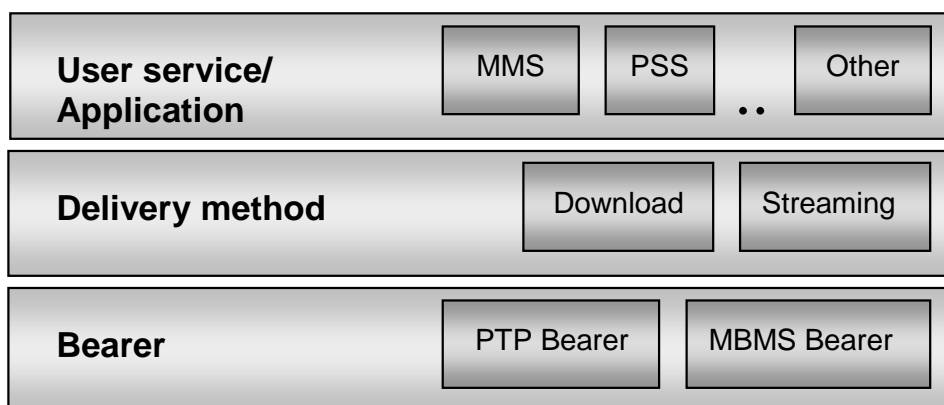 User service/
Application
MMS
PSS
..
Other
Delivery method
Download
Streaming
Bearer
PTP Bearer
MBMS Bearer